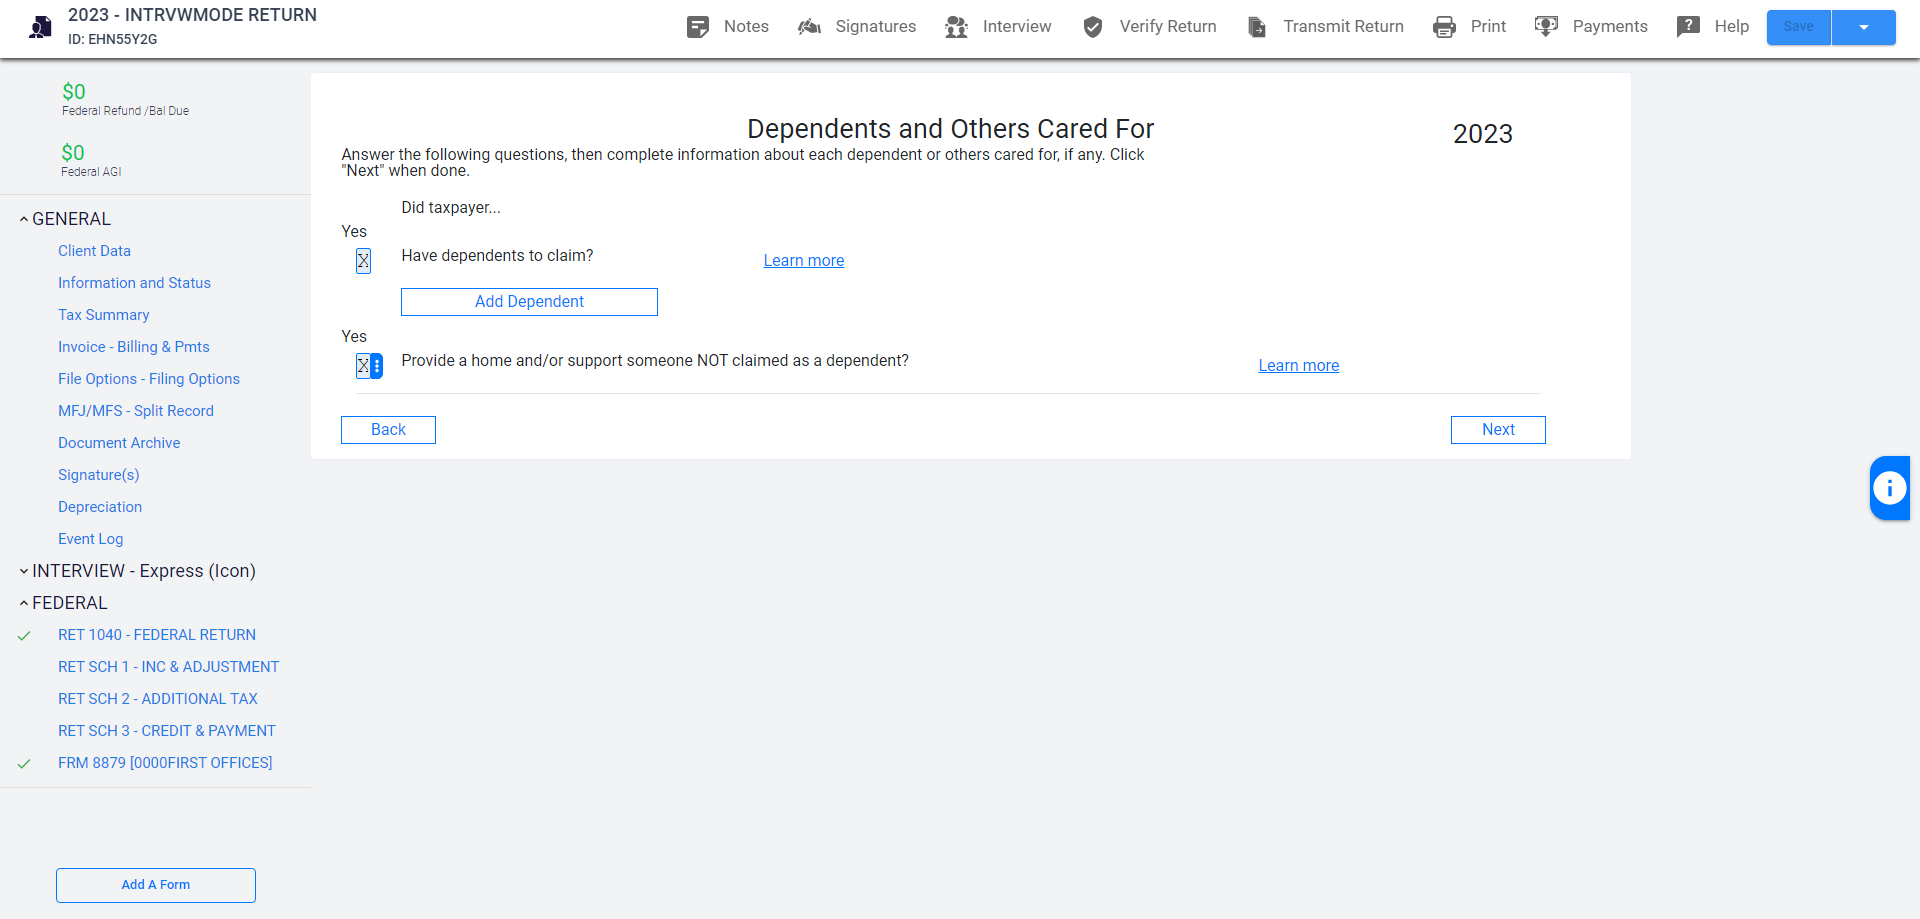 2023 - INTRVWMODE RETURN
ID: EHN55Y2G
Notes
Signatures
Interview
Verify Return
Transmit Return
Print
Payments
Help
Save
$0
Federal Refund /Bal Due
$0
Federal AGI
GENERAL
Client Data
Information and Status
Tax Summary
Invoice - Billing & Pmts
File Options - Filing Options
MFJ/MFS - Split Record
Document Archive
Signature(s)
Depreciation
Event Log
INTERVIEW - Express (Icon)
FEDERAL
RET 1040 - FEDERAL RETURN
RET SCH 1 - INC & ADJUSTMENT
RET SCH 2 - ADDITIONAL TAX
RET SCH 3 - CREDIT & PAYMENT
FRM 8879 [0000FIRST OFFICES]
Add A Form
Dependents and Others Cared For
2023
Answer the following questions, then complete information about each dependent or others cared for, if any. Click
"Next" when done.
Did taxpayer...
Yes
X Have dependents to claim? Learn more
Add Dependent
Yes
X Provide a home and/or support someone NOT claimed as a dependent? Learn more
Back
Next